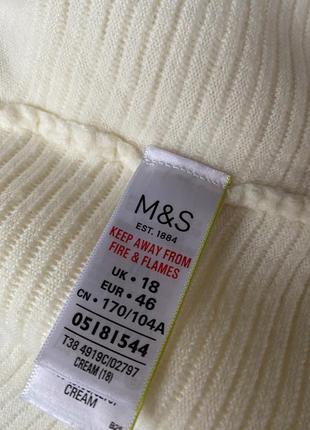 M&S
EST. 1884
KEEP AWAY FROM
FIRE & FLAMES
UK • 18
EUR • 46
CN • 170/104A
05181544
T38 4919C/02797
CREAM (18)
CREAM